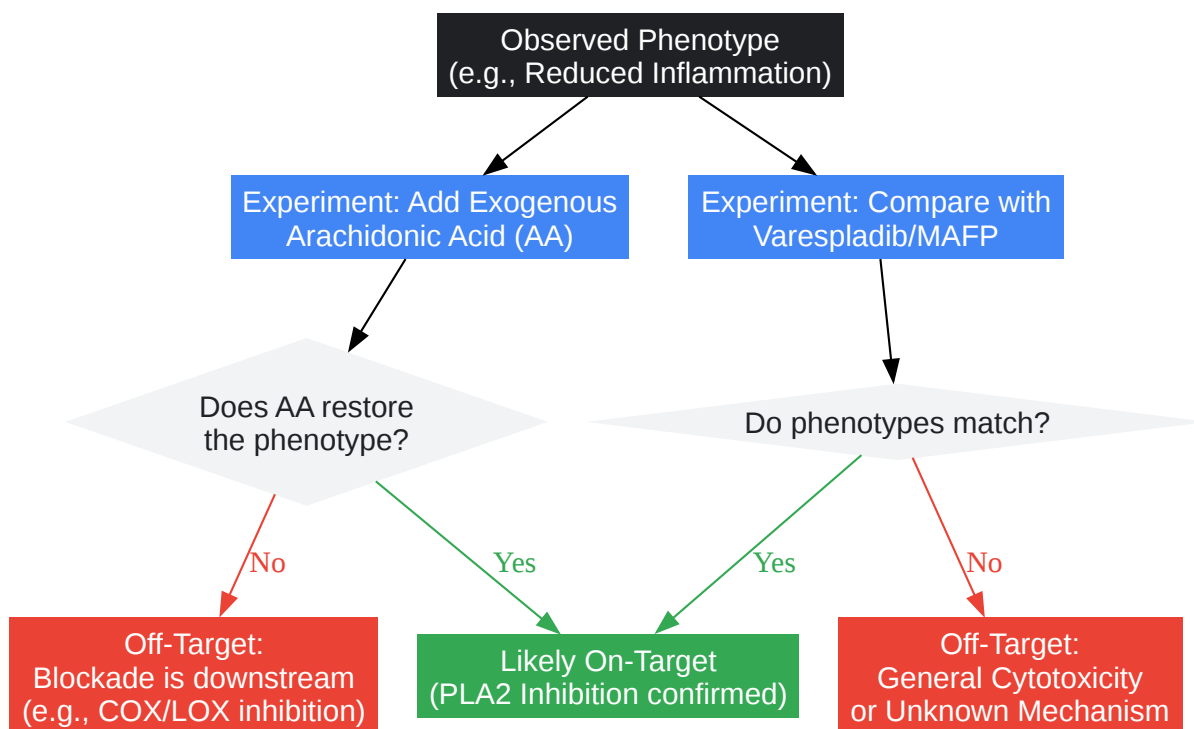 Observed Phenotype
(e.g., Reduced Inflammation)
Experiment: Add Exogenous
Arachidonic Acid (AA)
Experiment: Compare with
Varespladib/MAFP
Does AA restore
the phenotype?
Do phenotypes match?
No
Yes
Yes
No
Off-Target:
Blockade is downstream
(e.g., COX/LOX inhibition)
Likely On-Target
(PLA2 Inhibition confirmed)
Off-Target:
General Cytotoxicity
or Unknown Mechanism